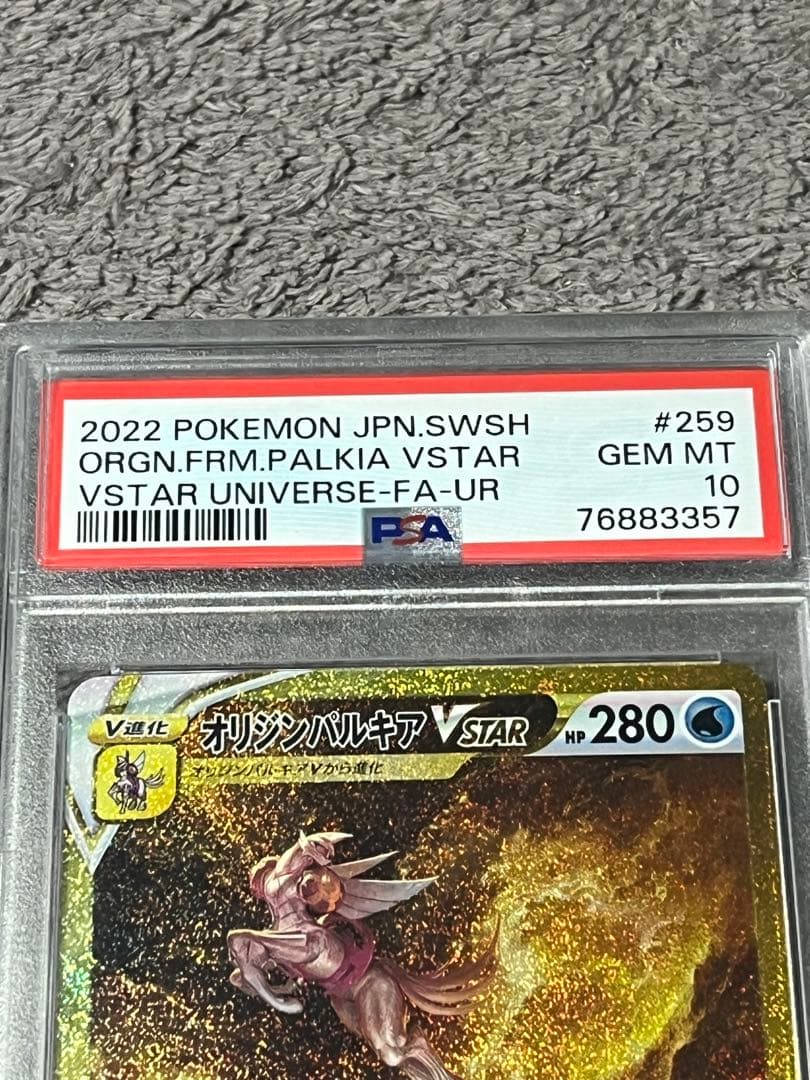 2022 POKEMON JPN.SWSH #259
ORGN.FRM.PALKIA VSTAR GEM MT
VSTAR UNIVERSE-FA-UR 10
PSA 76883357
V進化 オリジンパルキア VSTAR HP 280
オリジンパルキアVから進化